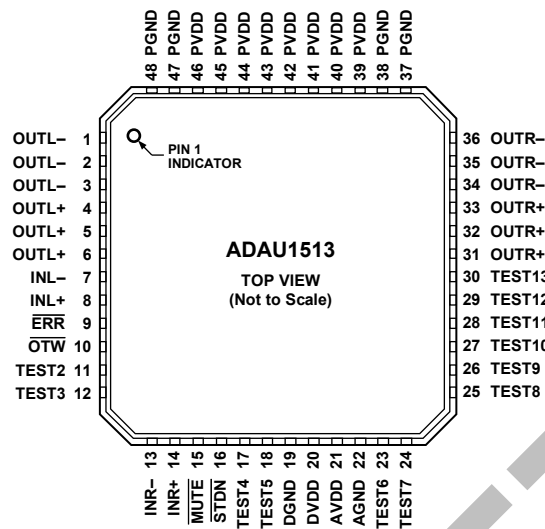 48 PGND
47 PGND
46 PVDD
45 PVDD
44 PVDD
43 PVDD
42 PVDD
41 PVDD
40 PVDD
39 PVDD
38 PGND
37 PGND
OUTL– 1
OUTL– 2
OUTL– 3
OUTL+ 4
OUTL+ 5
OUTL+ 6
INL– 7
INL+ 8
ERR 9
OTW 10
TEST2 11
TEST3 12
PIN 1
INDICATOR
ADAU1513
TOP VIEW
(Not to Scale)
36 OUTR–
35 OUTR–
34 OUTR–
33 OUTR+
32 OUTR+
31 OUTR+
30 TEST13
29 TEST12
28 TEST11
27 TEST10
26 TEST9
25 TEST8
INR– 13
INR+ 14
MUTE 15
STDN 16
TEST4 17
TEST5 18
DGND 19
DVDD 20
AVDD 21
AGND 22
TEST6 23
TEST7 24